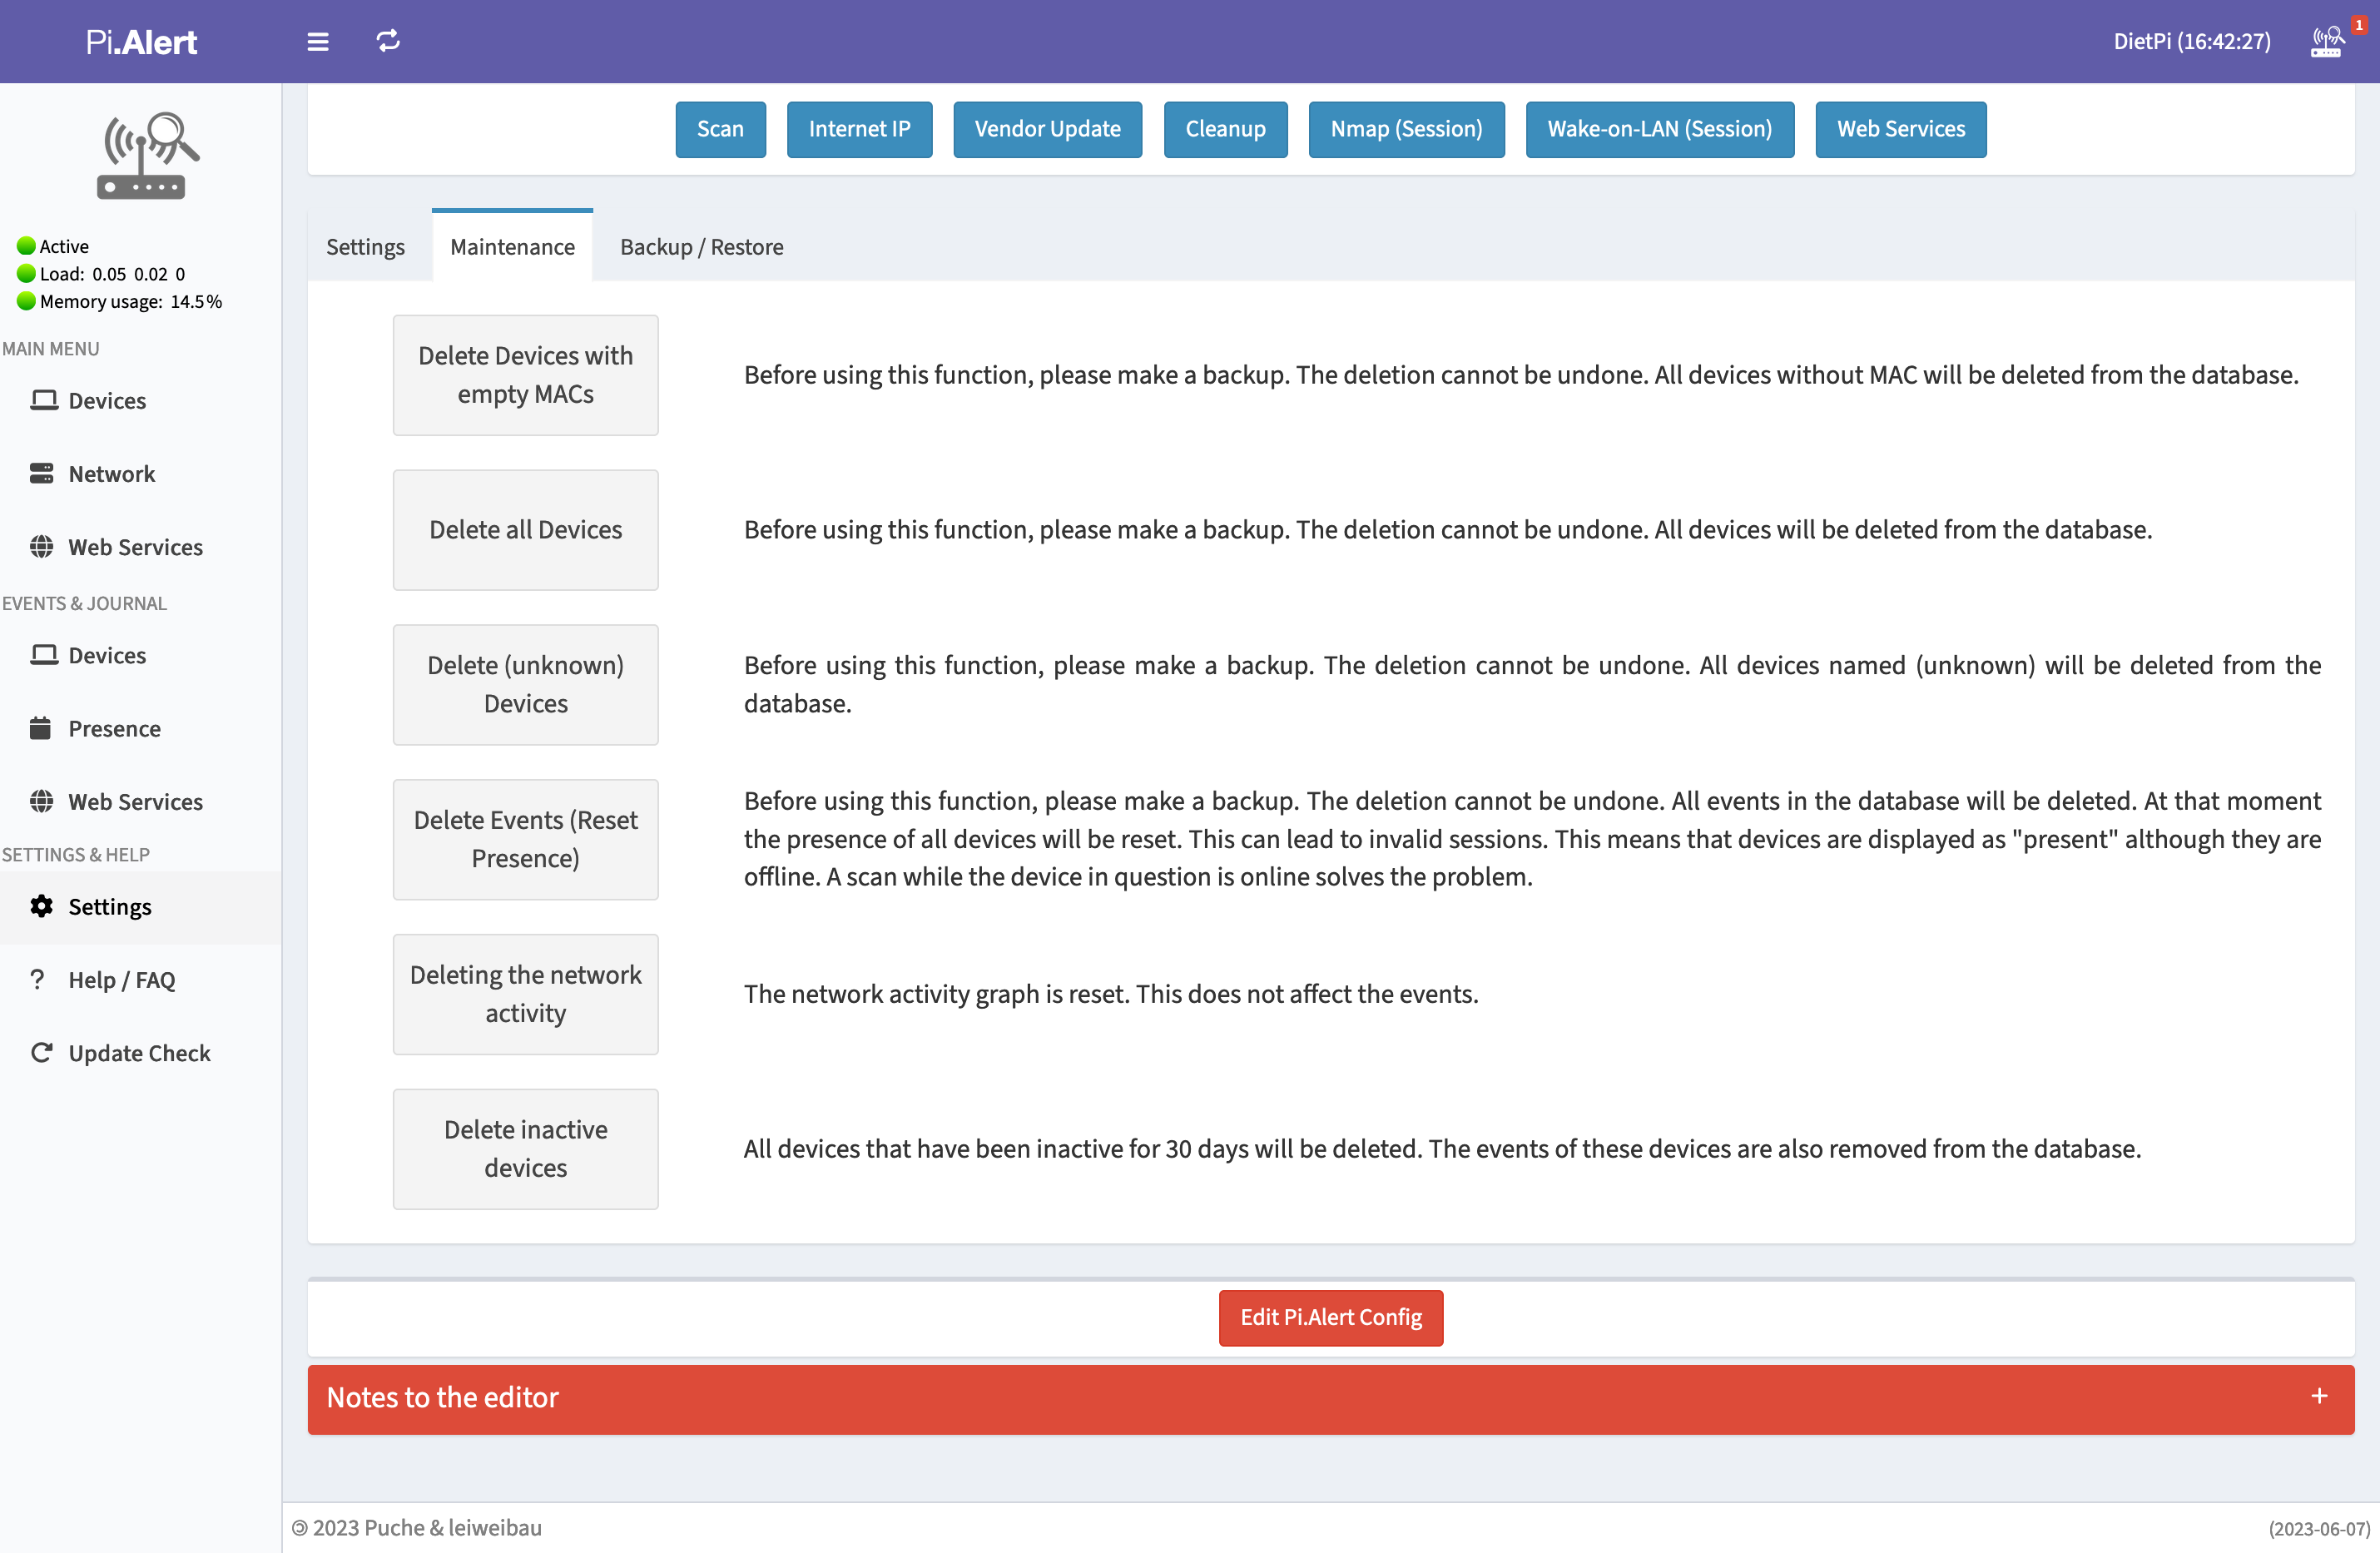 Pi.Alert
DietPi (16:42:27)
1
Active
Load: 0.05 0.02 0
Memory usage: 14.5%
MAIN MENU
Devices
Network
Web Services
EVENTS & JOURNAL
Devices
Presence
Web Services
SETTINGS & HELP
Settings
Help / FAQ
Update Check
Scan
Internet IP
Vendor Update
Cleanup
Nmap (Session)
Wake-on-LAN (Session)
Web Services
Settings
Maintenance
Backup / Restore
Delete Devices with
empty MACs
Before using this function, please make a backup. The deletion cannot be undone. All devices without MAC will be deleted from the database.
Delete all Devices
Before using this function, please make a backup. The deletion cannot be undone. All devices will be deleted from the database.
Delete (unknown)
Devices
Before using this function, please make a backup. The deletion cannot be undone. All devices named (unknown) will be deleted from the
database.
Delete Events (Reset
Presence)
Before using this function, please make a backup. The deletion cannot be undone. All events in the database will be deleted. At that moment
the presence of all devices will be reset. This can lead to invalid sessions. This means that devices are displayed as "present" although they are
offline. A scan while the device in question is online solves the problem.
Deleting the network
activity
The network activity graph is reset. This does not affect the events.
Delete inactive
devices
All devices that have been inactive for 30 days will be deleted. The events of these devices are also removed from the database.
Edit Pi.Alert Config
Notes to the editor
+
🄯 2023 Puche & leiweibau
(2023-06-07)